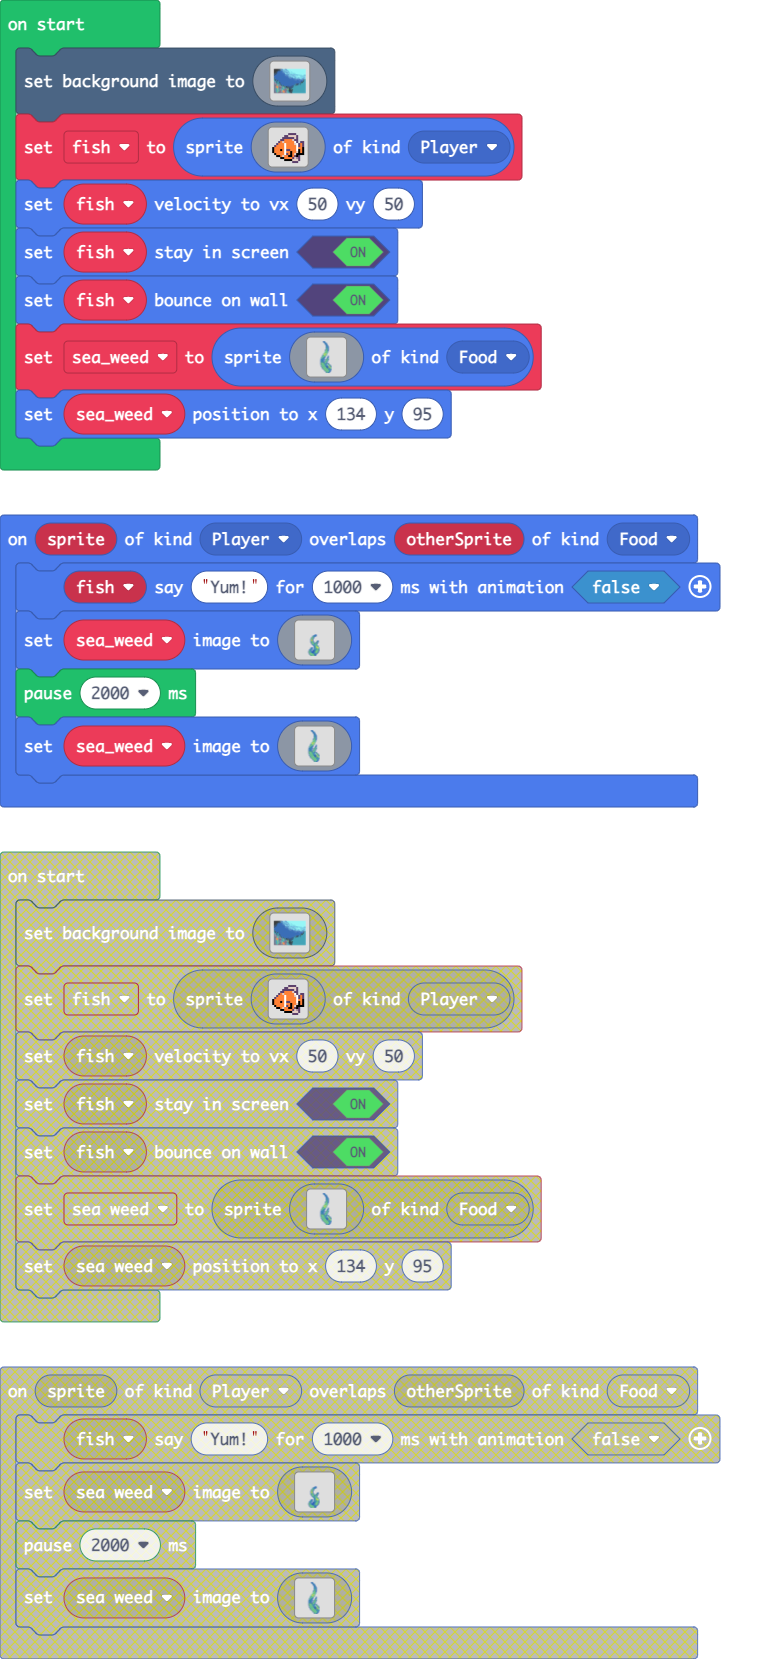 on start
set background image to
set fish to sprite of kind Player
set fish velocity to vx 50 vy 50
set fish stay in screen ON
set fish bounce on wall ON
set sea_weed to sprite of kind Food
set sea_weed position to x 134 y 95
on sprite of kind Player overlaps otherSprite of kind Food
fish say "Yum!" for 1000 ms with animation false
set sea_weed image to
pause 2000 ms
set sea_weed image to
on start
set background image to
set fish to sprite of kind Player
set fish velocity to vx 50 vy 50
set fish stay in screen ON
set fish bounce on wall ON
set sea weed to sprite of kind Food
set sea weed position to x 134 y 95
on sprite of kind Player overlaps otherSprite of kind Food
fish say "Yum!" for 1000 ms with animation false
set sea weed image to
pause 2000 ms
set sea weed image to